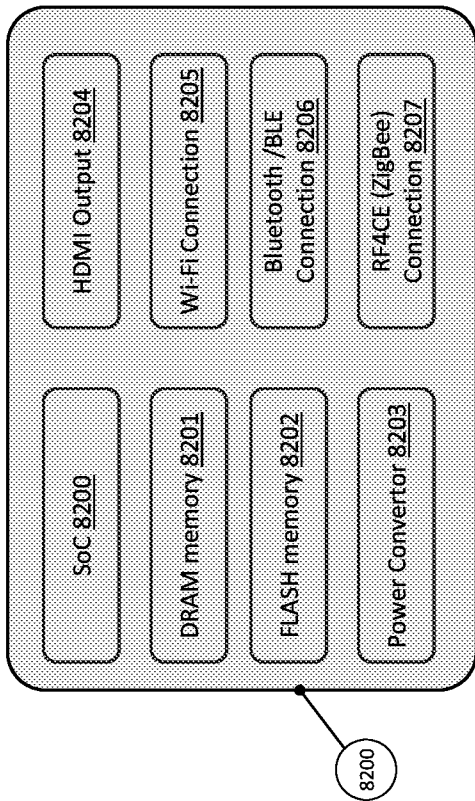 SoC 8200
DRAM memory 8201
FLASH memory 8202
Power Convertor 8203
HDMI Output 8204
Wi-Fi Connection 8205
Bluetooth /BLE
Connection 8206
RF4CE (ZigBee)
Connection 8207
8200